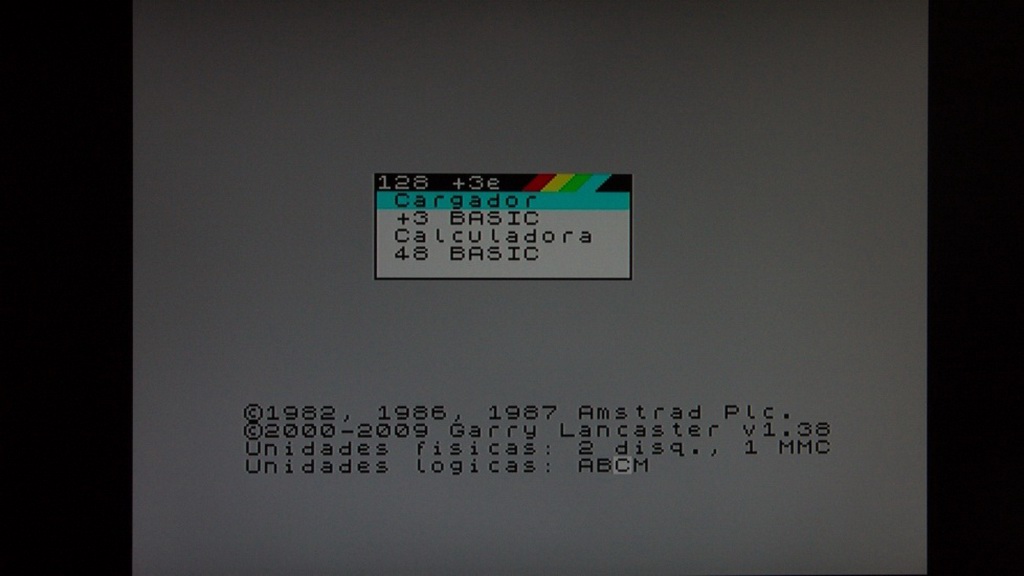 128 +3e
Cargador
+3 BASIC
Calculadora
48 BASIC
©1982, 1986, 1987 Amstrad Plc.
©2000-2009 Garry Lancaster v1.38
Unidades fisicas: 2 disq., 1 MMC
Unidades logicas: ABCM